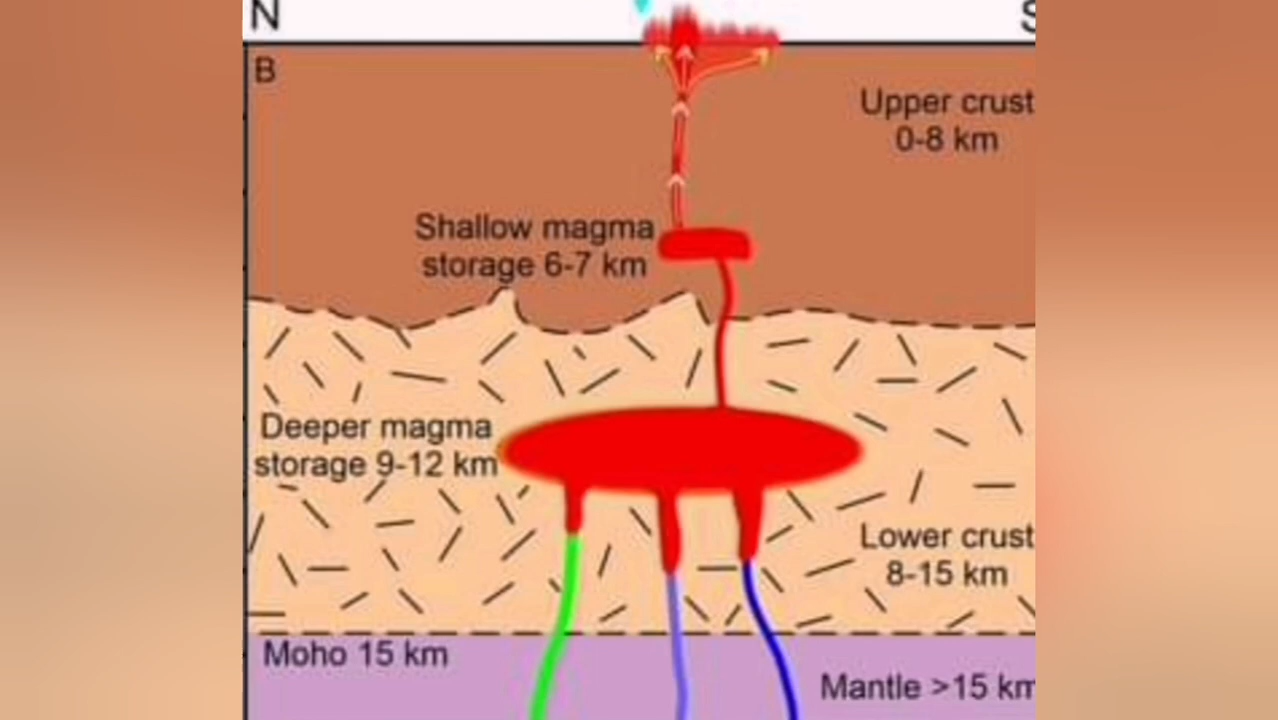 N
S
B
Upper crust
0-8 km
Shallow magma
storage 6-7 km
Deeper magma
storage 9-12 km
Lower crust
8-15 km
Moho 15 km
Mantle >15 km